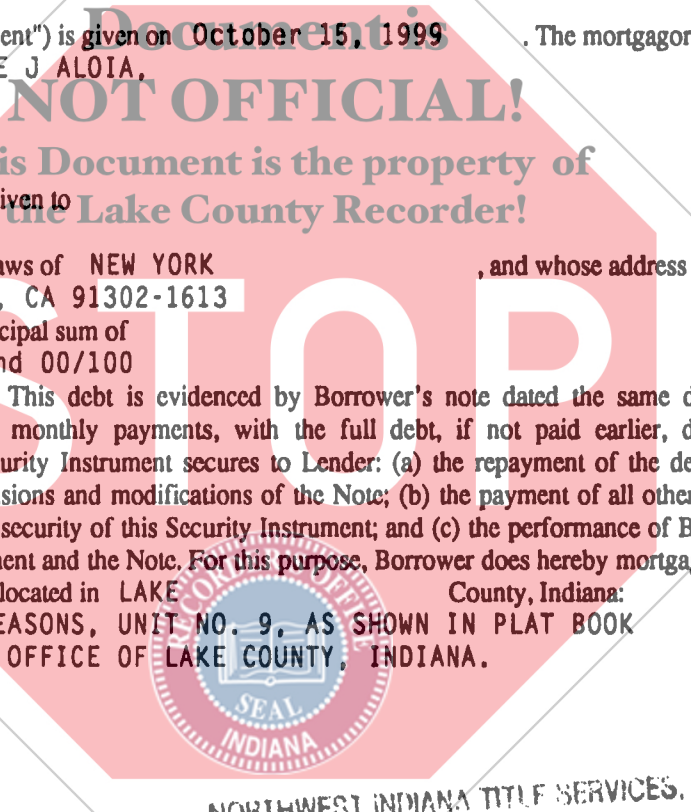 ent") is given on October 15, 1999 . The mortgagor
Document is
E J ALOIA,
NOT OFFICIAL!
is Document is the property of
iven to
the Lake County Recorder!
aws of NEW YORK , and whose address
, CA 91302-1613
cipal sum of
nd 00/100
STOP
This debt is evidenced by Borrower's note dated the same d
monthly payments, with the full debt, if not paid earlier, d
urity Instrument secures to Lender: (a) the repayment of the de
sions and modifications of the Note; (b) the payment of all other
security of this Security Instrument; and (c) the performance of B
ent and the Note. For this purpose, Borrower does hereby mortga
located in LAKE County, Indiana:
EASONS, UNIT NO. 9, AS SHOWN IN PLAT BOOK
OFFICE OF LAKE COUNTY, INDIANA.
RECORDER'S OFFICE
SEAL
INDIANA
NORTHWEST INDIANA TITLE SERVICES,